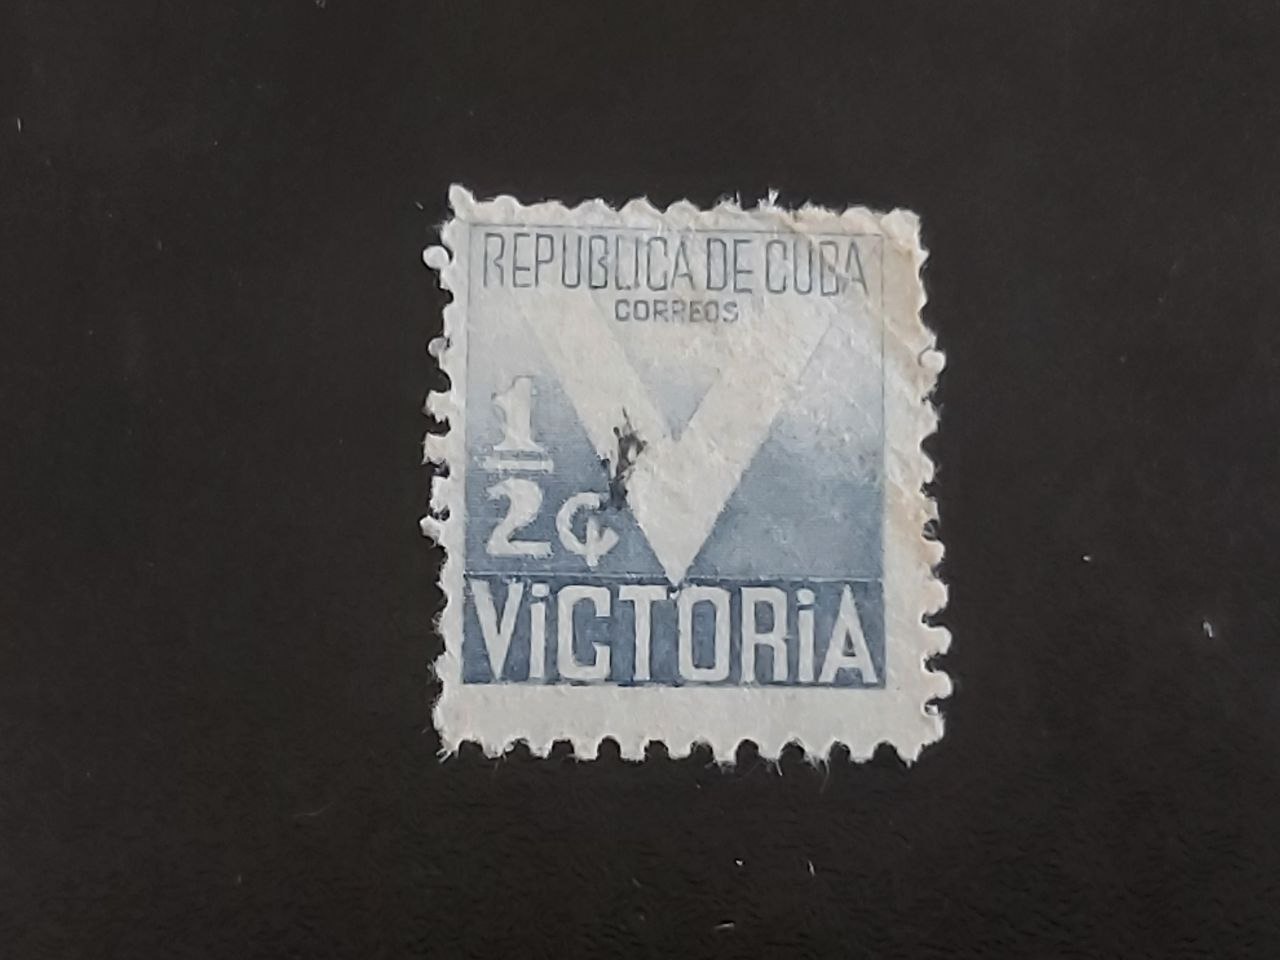 REPUBLICA DE CUBA
CORREOS
1/2¢
ViCTORiA